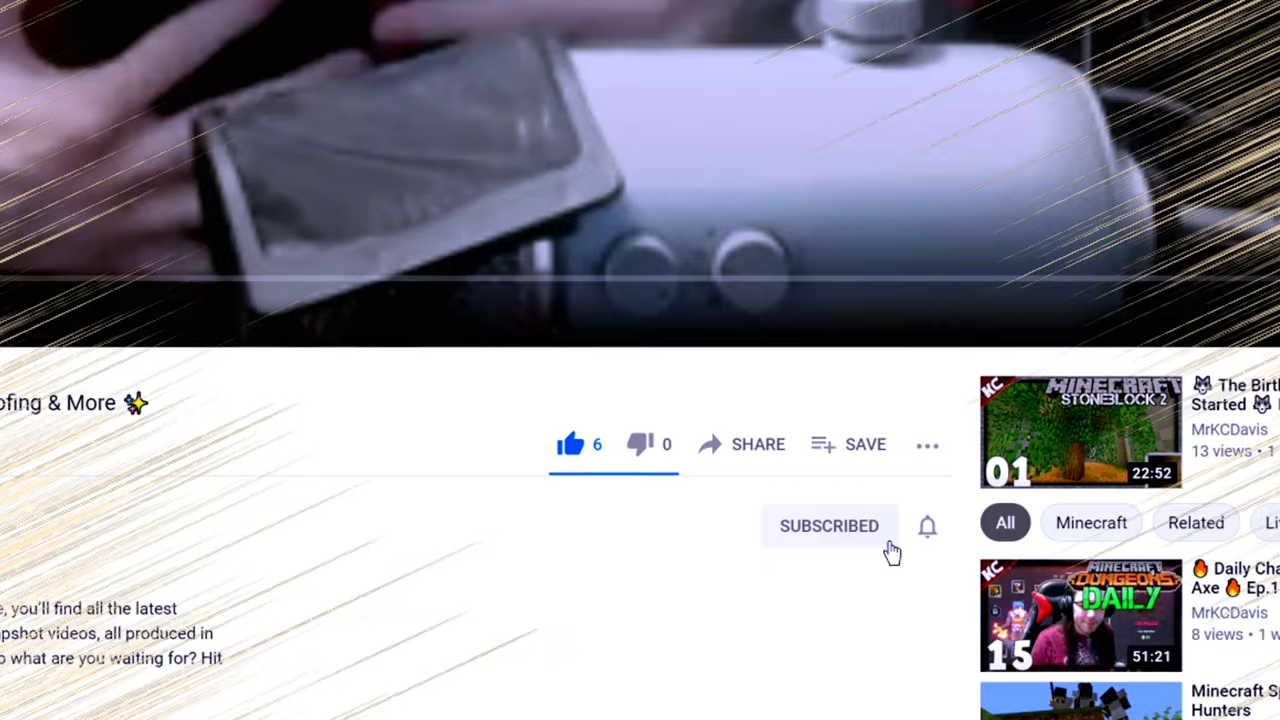 ofing & More ✨
6
0
SHARE
SAVE
SUBSCRIBED
e, you'll find all the latest
pshot videos, all produced in
o what are you waiting for? Hit
KC
MINECRAFT
STONEBLOCK 2
01
22:52
🐺 The Birt
Started 🐺
MrKCDavis
13 views • 1
All
Minecraft
Related
Li
KC
MINECRAFT
DUNGEONS
DAILY
15
51:21
🔥 Daily Cha
Axe 🔥 Ep.1
MrKCDavis
8 views • 1 w
Minecraft Sp
Hunters